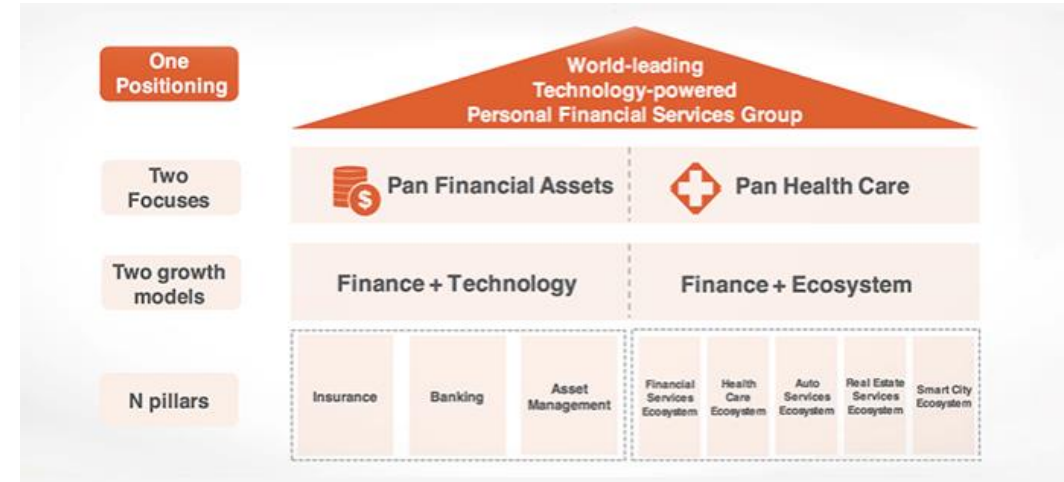 One
Positioning
World-leading
Technology-powered
Personal Financial Services Group
Two
Focuses
$
Pan Financial Assets
Pan Health Care
Two growth
models
Finance + Technology
Finance + Ecosystem
N pillars
Insurance
Banking
Asset
Management
Financial
Services
Ecosystem
Health
Care
Ecosystem
Auto
Services
Ecosystem
Real Estate
Services
Ecosystem
Smart City
Ecosystem